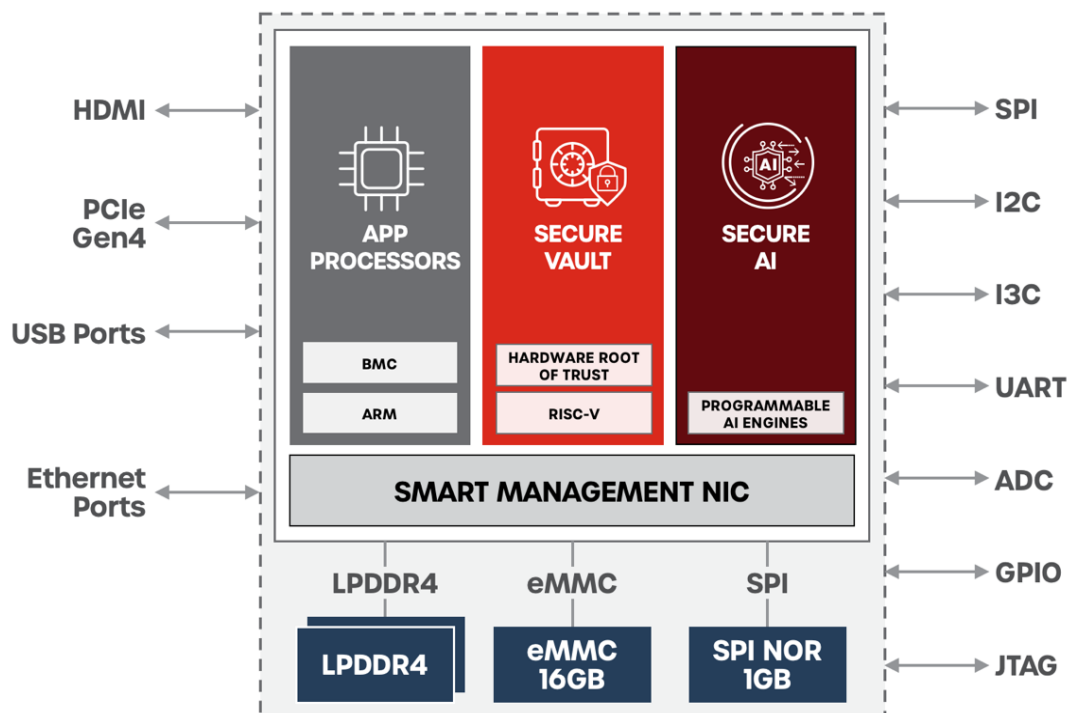 HDMI
PCIe
Gen4
USB Ports
Ethernet
Ports
APP
PROCESSORS
BMC
ARM
SECURE
VAULT
HARDWARE ROOT
OF TRUST
RISC-V
AI
SECURE
AI
PROGRAMMABLE
AI ENGINES
SMART MANAGEMENT NIC
LPDDR4
eMMC
SPI
LPDDR4
eMMC
16GB
SPI NOR
1GB
SPI
I2C
I3C
UART
ADC
GPIO
JTAG